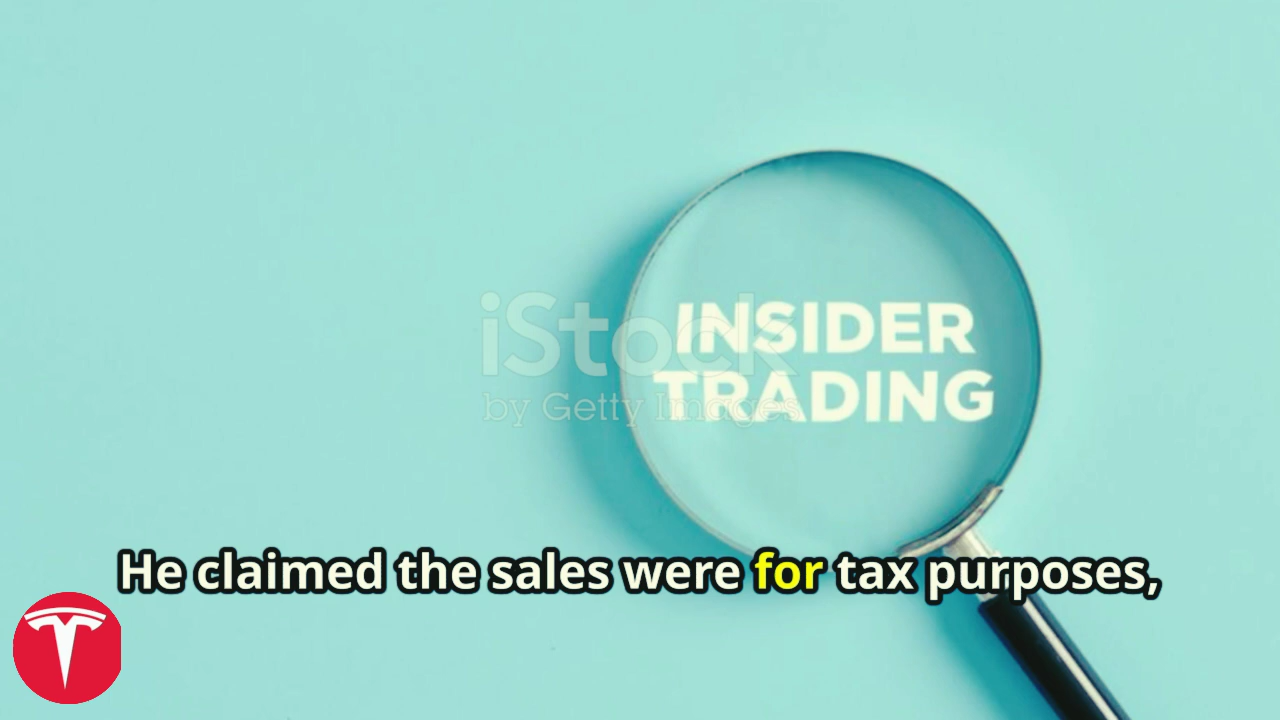 INSIDER
TRADING
iStock
by Getty Images
He claimed the sales were for tax purposes,